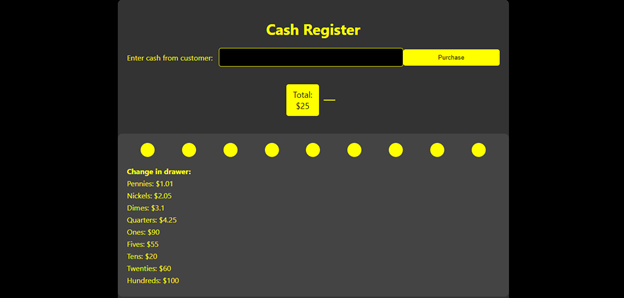 Cash Register
Enter cash from customer:
Purchase
Total:
$25
Change in drawer:
Pennies: $1.01
Nickels: $2.05
Dimes: $3.1
Quarters: $4.25
Ones: $90
Fives: $55
Tens: $20
Twenties: $60
Hundreds: $100